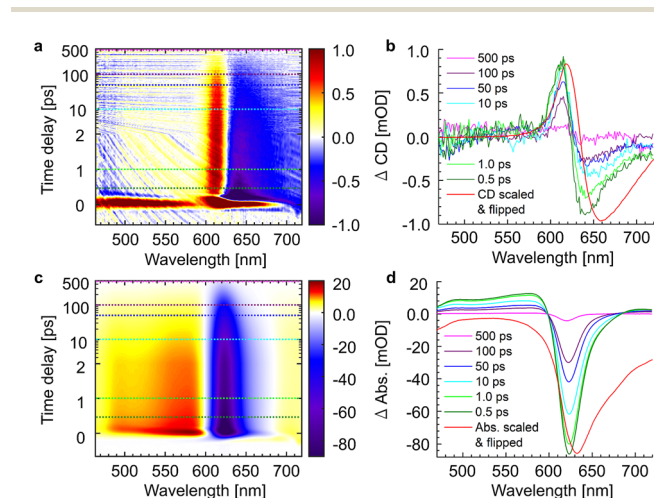 a
500
100
10
2
1
0
Time delay [ps]
500 550 600 650 700
Wavelength [nm]
1.0
0.5
0.0
-0.5
-1.0
Δ CD [mOD]
b
1.0
0.5
0.0
-0.5
-1.0
500 ps
100 ps
50 ps
10 ps
1.0 ps
0.5 ps
CD scaled
& flipped
500 550 600 650 700
Wavelength [nm]
c
500
100
10
2
1
0
Time delay [ps]
500 550 600 650 700
Wavelength [nm]
20
0
-20
-40
-60
-80
Δ Abs. [mOD]
d
20
0.0
-20
-40
-60
-80
500 ps
100 ps
50 ps
10 ps
1.0 ps
0.5 ps
Abs. scaled
& flipped
500 550 600 650 700
Wavelength [nm]